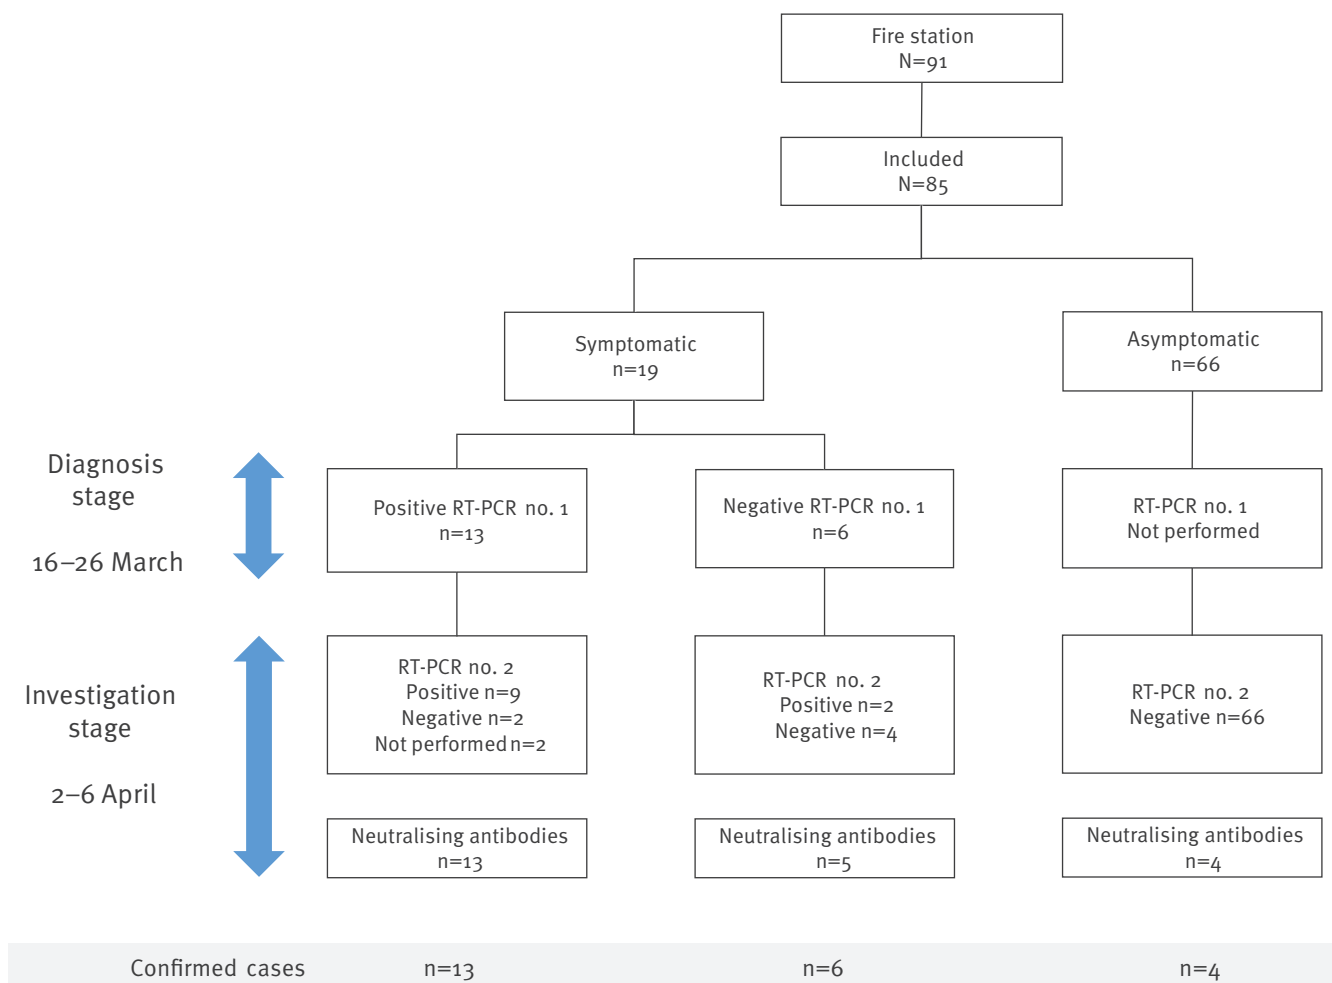 Fire station
N=91
Included
N=85
Symptomatic
n=19
Asymptomatic
n=66
Diagnosis
stage
16–26 March
Positive RT-PCR no. 1
n=13
Negative RT-PCR no. 1
n=6
RT-PCR no. 1
Not performed
Investigation
stage
2–6 April
RT-PCR no. 2
Positive n=9
Negative n=2
Not performed n=2
RT-PCR no. 2
Positive n=2
Negative n=4
RT-PCR no. 2
Negative n=66
Neutralising antibodies
n=13
Neutralising antibodies
n=5
Neutralising antibodies
n=4
Confirmed cases n=13 n=6 n=4